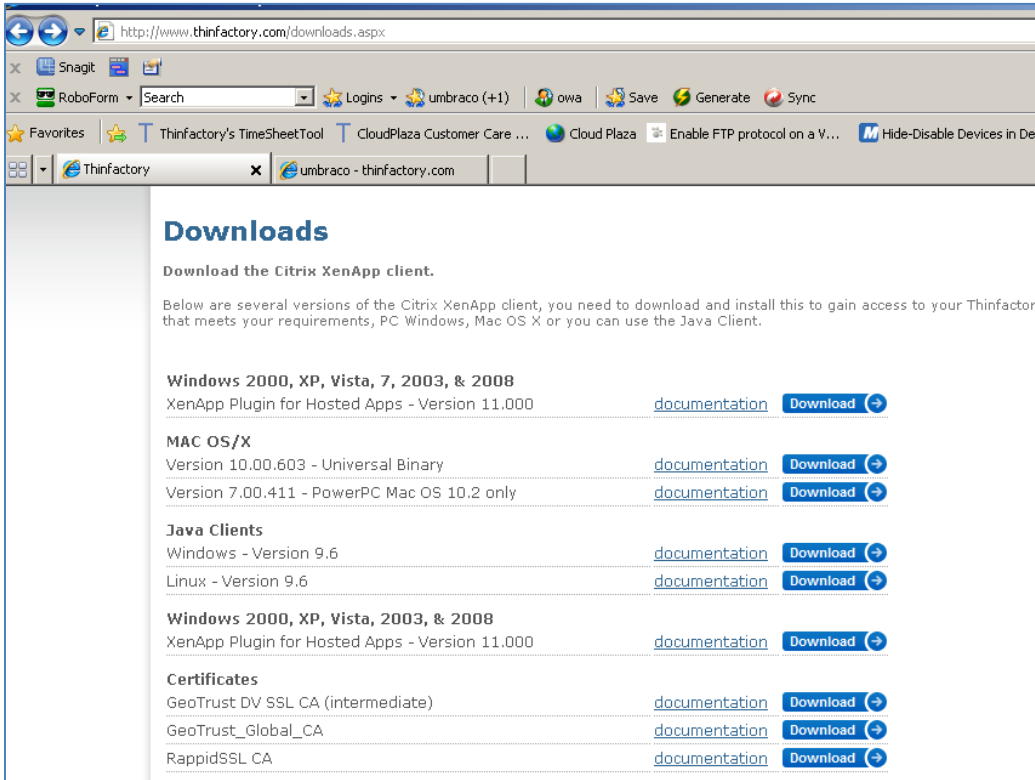 http://www.thinfactory.com/downloads.aspx
x Snagit
x RoboForm Search Logins umbraco (+1) owa Save Generate Sync
Favorites Thinfactory's TimeSheetTool CloudPlaza Customer Care ... Cloud Plaza Enable FTP protocol on a V... Hide-Disable Devices in De
Thinfactory x umbraco - thinfactory.com
Downloads
Download the Citrix XenApp client.
Below are several versions of the Citrix XenApp client, you need to download and install this to gain access to your Thinfactor
that meets your requirements, PC Windows, Mac OS X or you can use the Java Client.
Windows 2000, XP, Vista, 7, 2003, & 2008
XenApp Plugin for Hosted Apps - Version 11.000 documentation Download
MAC OS/X
Version 10.00.603 - Universal Binary documentation Download
Version 7.00.411 - PowerPC Mac OS 10.2 only documentation Download
Java Clients
Windows - Version 9.6 documentation Download
Linux - Version 9.6 documentation Download
Windows 2000, XP, Vista, 2003, & 2008
XenApp Plugin for Hosted Apps - Version 11.000 documentation Download
Certificates
GeoTrust DV SSL CA (intermediate) documentation Download
GeoTrust_Global_CA documentation Download
RappidSSL CA documentation Download